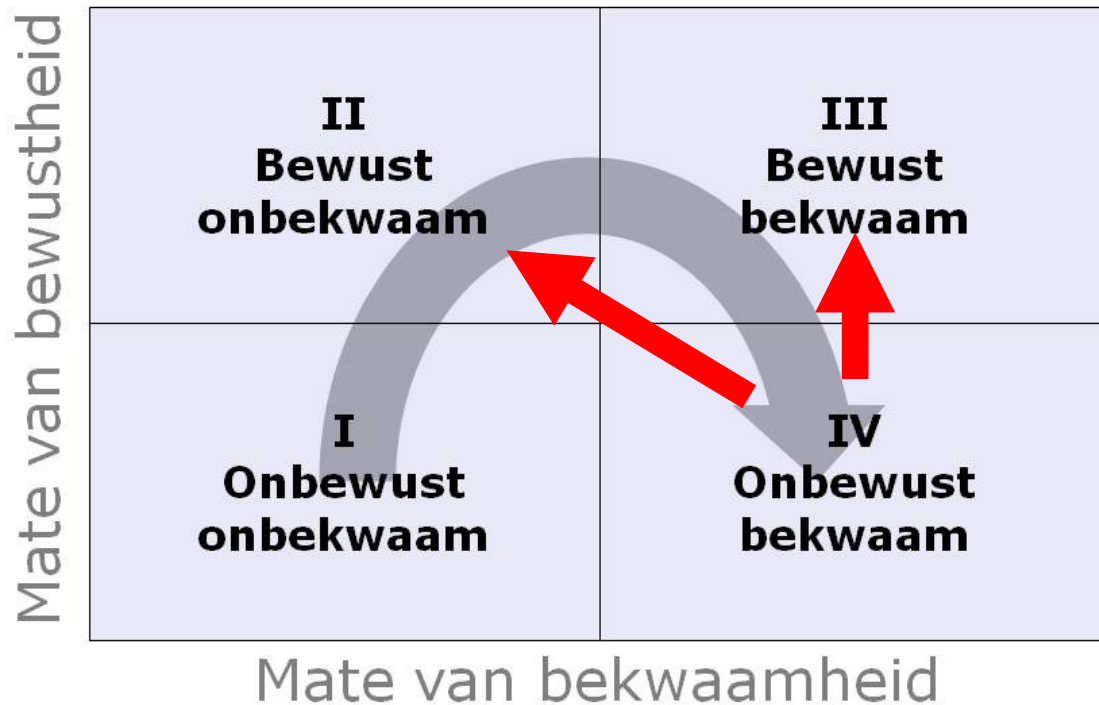 Mate van bewustheid
II
Bewust
onbekwaam
III
Bewust
bekwaam
I
Onbewust
onbekwaam
IV
Onbewust
bekwaam
Mate van bekwaamheid